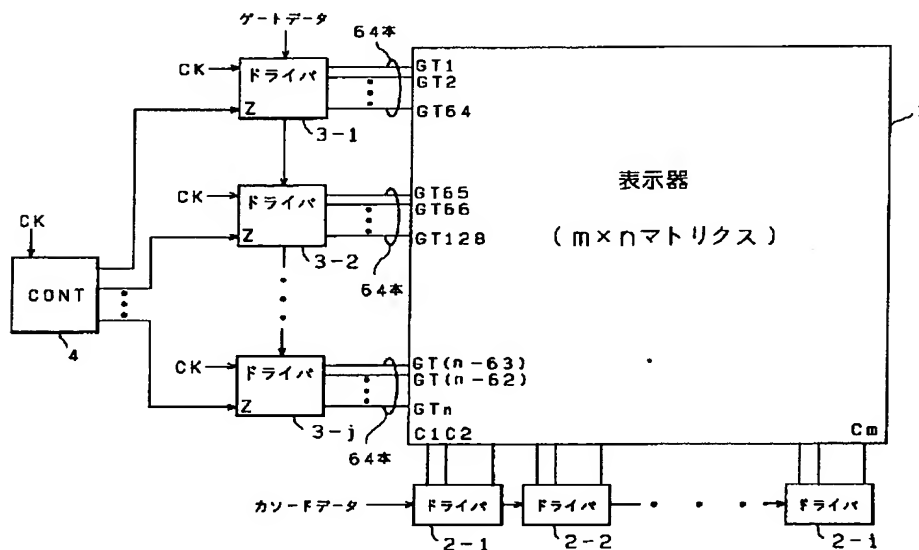 ゲートデータ
64本
CK
ドライバ
Z
3-1
GT1
GT2
GT64
CK
ドライバ
Z
3-2
GT65
GT66
GT128
64本
表示器
(m×nマトリクス)
CK
CONT
4
CK
ドライバ
Z
3-j
GT(n-63)
GT(n-62)
GTn
64本
C1 C2
Cm
カソードデータ
ドライバ
2-1
ドライバ
2-2
ドライバ
2-i